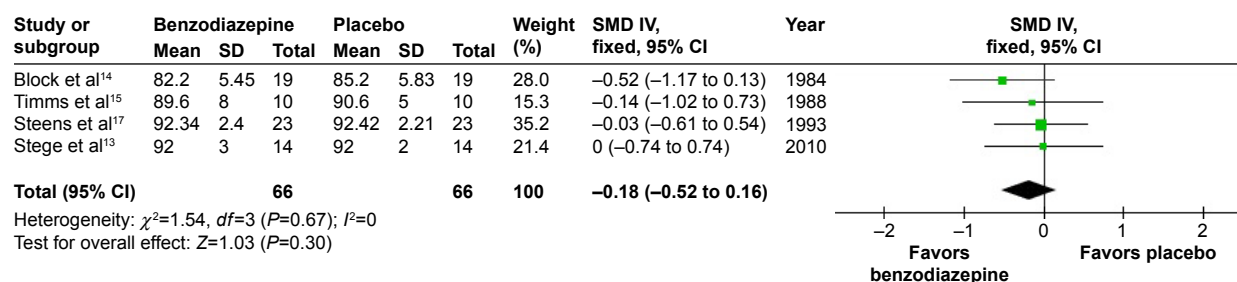 Study or subgroup Benzodiazepine Placebo Weight (%) SMD IV, fixed, 95% CI Year SMD IV, fixed, 95% CI
Mean SD Total Mean SD Total
Block et al¹⁴ 82.2 5.45 19 85.2 5.83 19 28.0 –0.52 (–1.17 to 0.13) 1984
Timms et al¹⁵ 89.6 8 10 90.6 5 10 15.3 –0.14 (–1.02 to 0.73) 1988
Steens et al¹⁷ 92.34 2.4 23 92.42 2.21 23 35.2 –0.03 (–0.61 to 0.54) 1993
Stege et al¹³ 92 3 14 92 2 14 21.4 0 (–0.74 to 0.74) 2010
Total (95% CI) 66 66 100 –0.18 (–0.52 to 0.16)
Heterogeneity: χ²=1.54, df=3 (P=0.67); I²=0
Test for overall effect: Z=1.03 (P=0.30)
–2 –1 0 1 2
Favors benzodiazepine Favors placebo